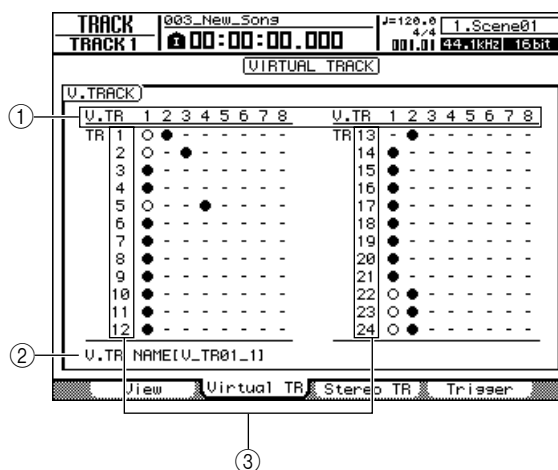 TRACK 003_New_Song ♩=120.0 1.Scene01
TRACK 1 00:00:00.000 4/4 001.01 44.1kHz 16bit
VIRTUAL TRACK
V.TRACK
① V.TR 1 2 3 4 5 6 7 8 V.TR 1 2 3 4 5 6 7 8
TR 1 ○ ● - - - - - - TR 13 - ● - - - - - -
2 ○ - ● - - - - - 14 ● - - - - - - -
3 ● - - - - - - - 15 ● - - - - - - -
4 ● - - - - - - - 16 ● - - - - - - -
5 ○ - - ● - - - - 17 ● - - - - - - -
6 ● - - - - - - - 18 ● - - - - - - -
7 ● - - - - - - - 19 ● - - - - - - -
8 ● - - - - - - - 20 ● - - - - - - -
9 ● - - - - - - - 21 ● - - - - - - -
10 ● - - - - - - - 22 ○ ● - - - - - -
11 ● - - - - - - - 23 ○ ● - - - - - -
12 ● - - - - - - - 24 ○ ● - - - - - -
② V.TR NAME[V_TR01_1]
View Virtual TR Stereo TR Trigger
③